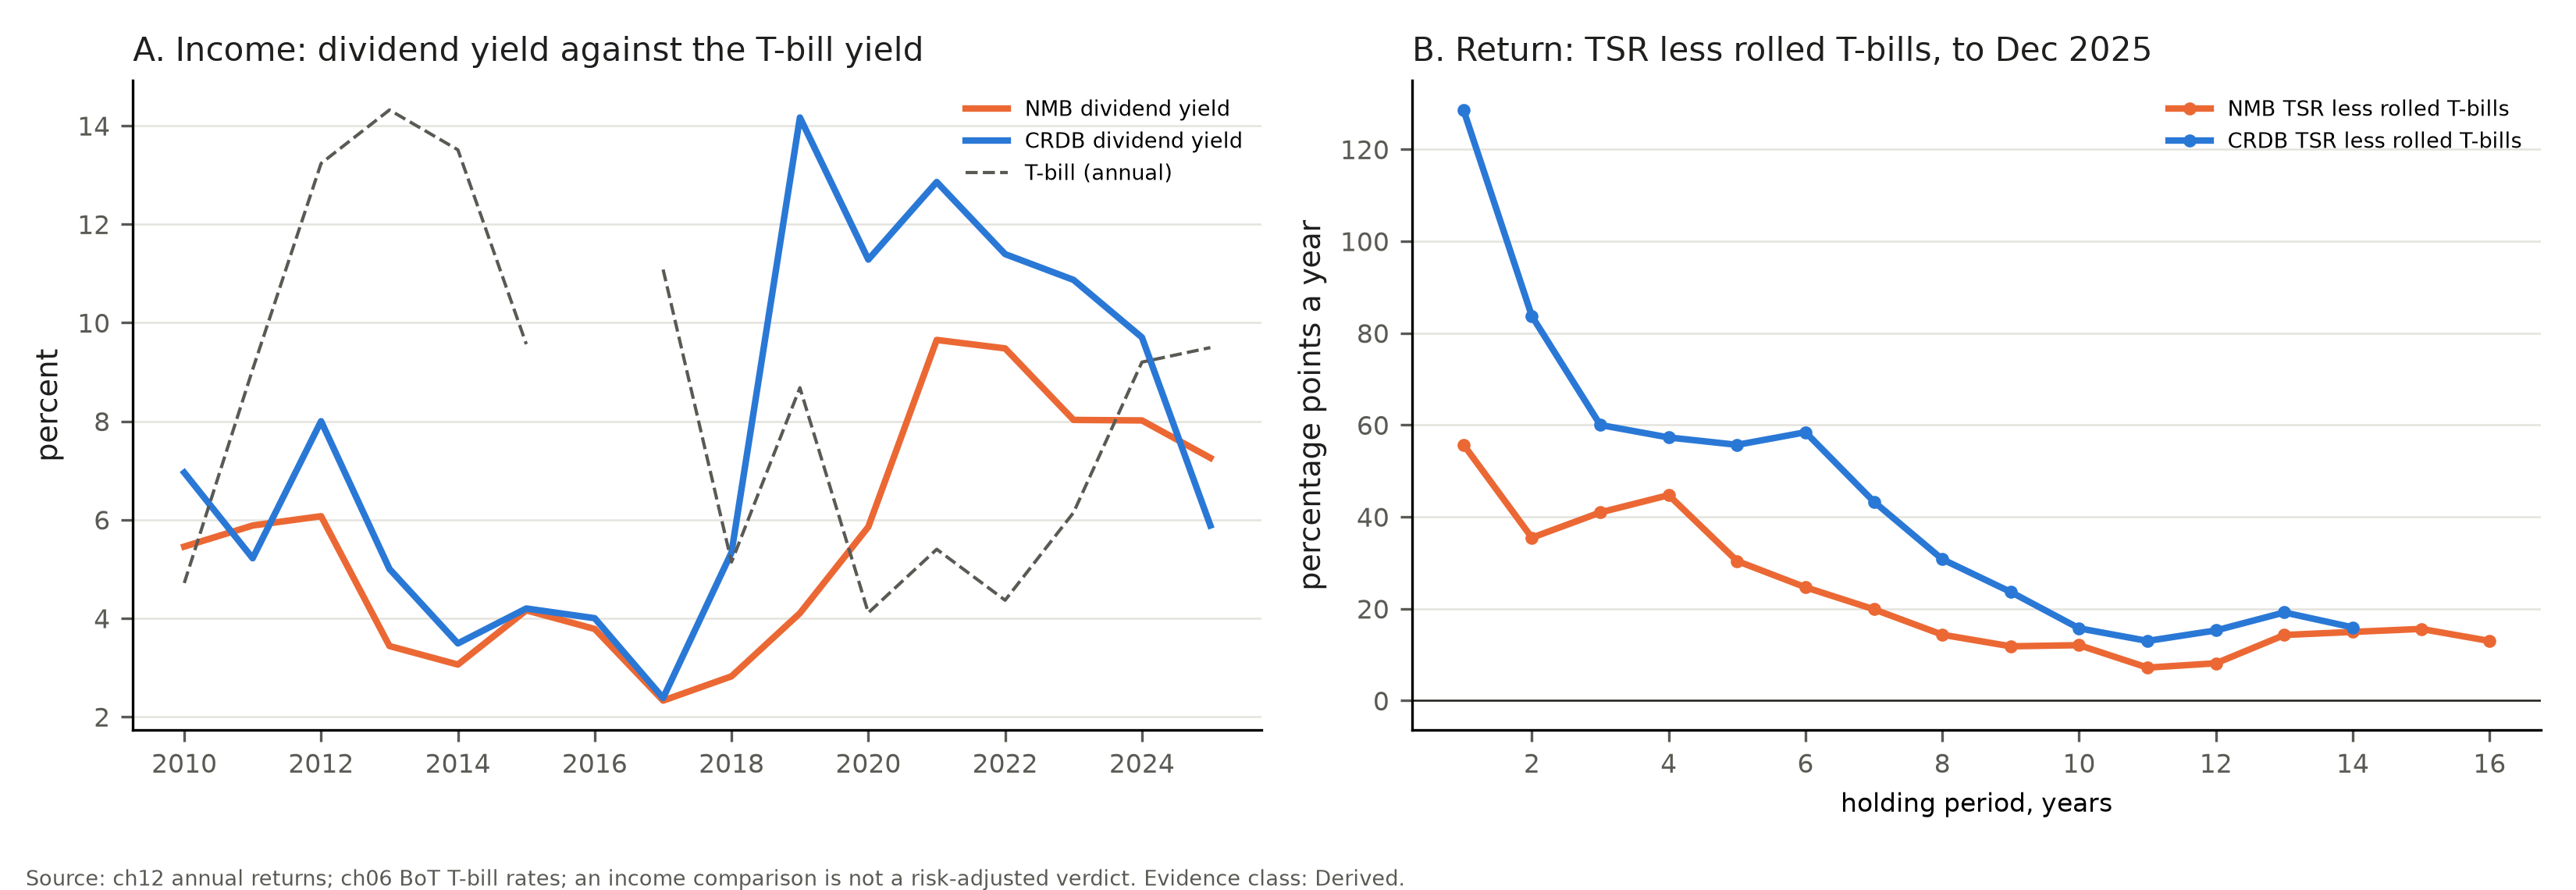 A. Income: dividend yield against the T-bill yield
NMB dividend yield
CRDB dividend yield
T-bill (annual)
percent
14
12
10
8
6
4
2
2010 2012 2014 2016 2018 2020 2022 2024
B. Return: TSR less rolled T-bills, to Dec 2025
NMB TSR less rolled T-bills
CRDB TSR less rolled T-bills
percentage points a year
120
100
80
60
40
20
0
2 4 6 8 10 12 14 16
holding period, years
Source: ch12 annual returns; ch06 BoT T-bill rates; an income comparison is not a risk-adjusted verdict. Evidence class: Derived.